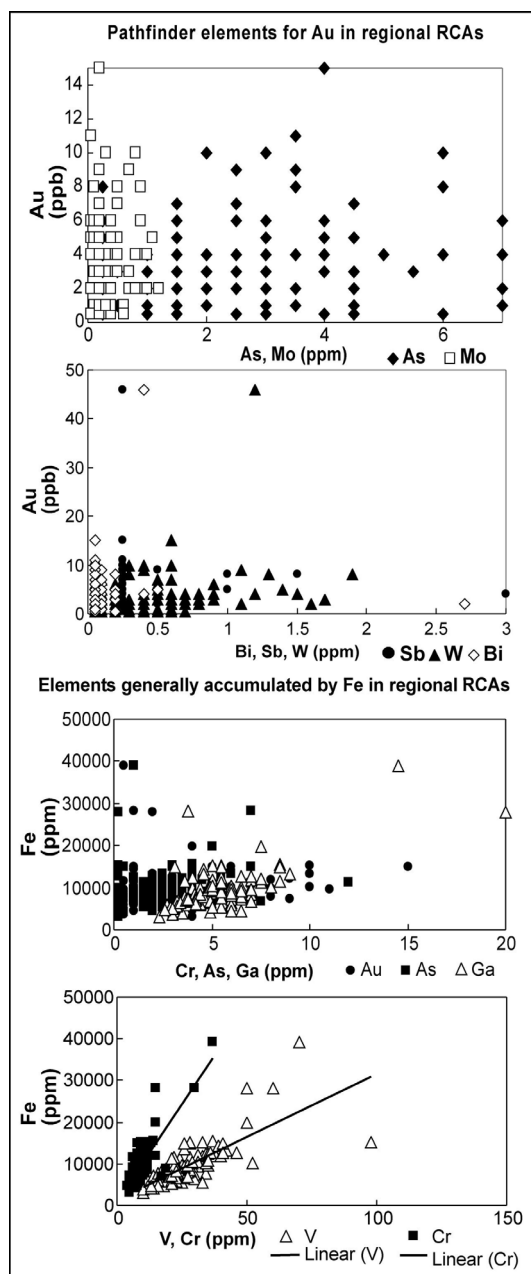 Pathfinder elements for Au in regional RCAs
Au
(ppb)
14
12
10
8
6
4
2
0
0
2
4
6
As, Mo (ppm)
As
Mo
Au
(ppb)
50
40
30
20
10
0
0
0.5
1
1.5
2
2.5
3
Bi, Sb, W (ppm)
Sb
W
Bi
Elements generally accumulated by Fe in regional RCAs
Fe
(ppm)
50000
40000
30000
20000
10000
0
0
5
10
15
20
Cr, As, Ga (ppm)
Au
As
Ga
Fe
(ppm)
50000
40000
30000
20000
10000
0
0
50
100
150
V, Cr (ppm)
V
Cr
Linear (V)
Linear (Cr)